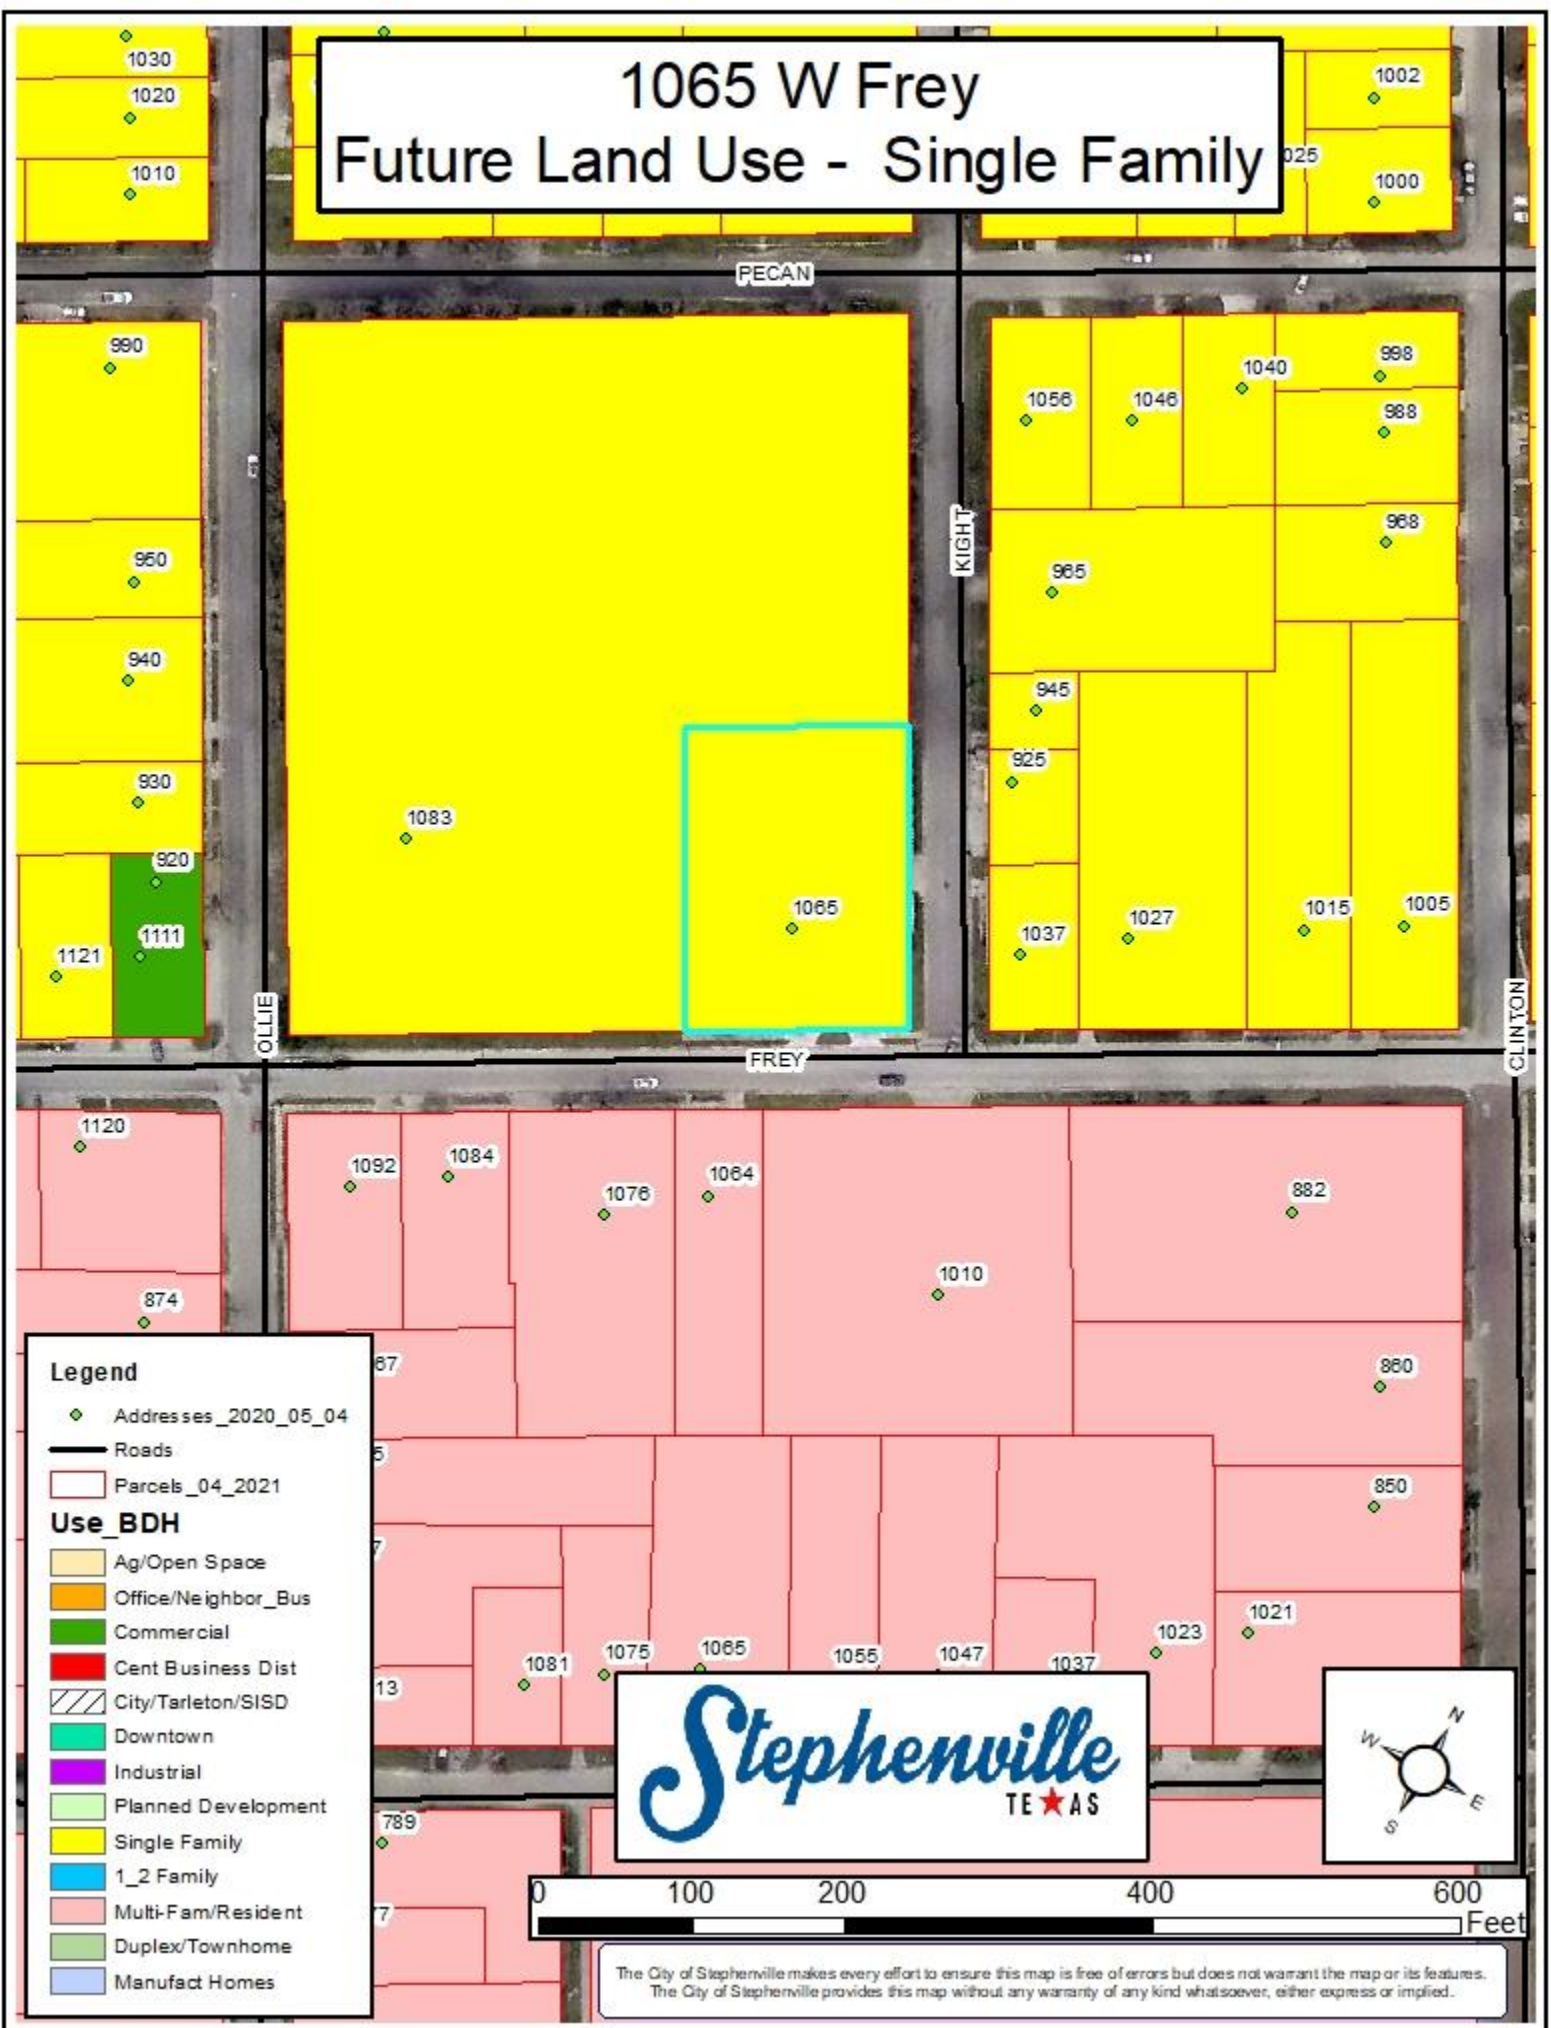 1065 W Frey
Future Land Use - Single Family
1030
1020
1010
1002
025
1000
PECAN
990
998
1040
1056
1046
988
968
KIGHT
950
965
940
945
925
930
1083
920
1065
1111
1121
1037
1027
1015
1005
OLLIE
CLINTON
FREY
1120
1092
1084
1076
1064
882
1010
874
860
67
5
850
7
1021
1023
1081
1075
1065
1055
1047
1037
13
789
77
Legend
Addresses_2020_05_04
Roads
Parcels_04_2021
Use_BDH
Ag/Open Space
Office/Neighbor_Bus
Commercial
Cent Business Dist
City/Tarleton/SISD
Downtown
Industrial
Planned Development
Single Family
1_2 Family
Multi-Fam/Resident
Duplex/Townhome
Manufact Homes
Stephenville
TEXAS
N
W
E
S
0 100 200 400 600
Feet
The City of Stephenville makes every effort to ensure this map is free of errors but does not warrant the map or its features.
The City of Stephenville provides this map without any warranty of any kind whatsoever, either express or implied.